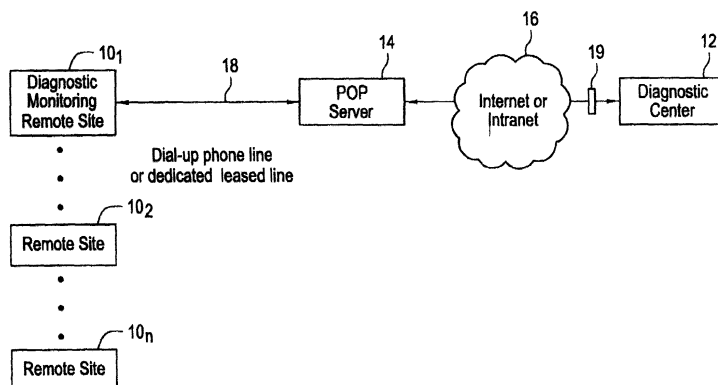 10₁
Diagnostic
Monitoring
Remote Site
18
14
POP
Server
16
Internet or
Intranet
19
12
Diagnostic
Center
Dial-up phone line
or dedicated leased line
10₂
Remote Site
10ₙ
Remote Site